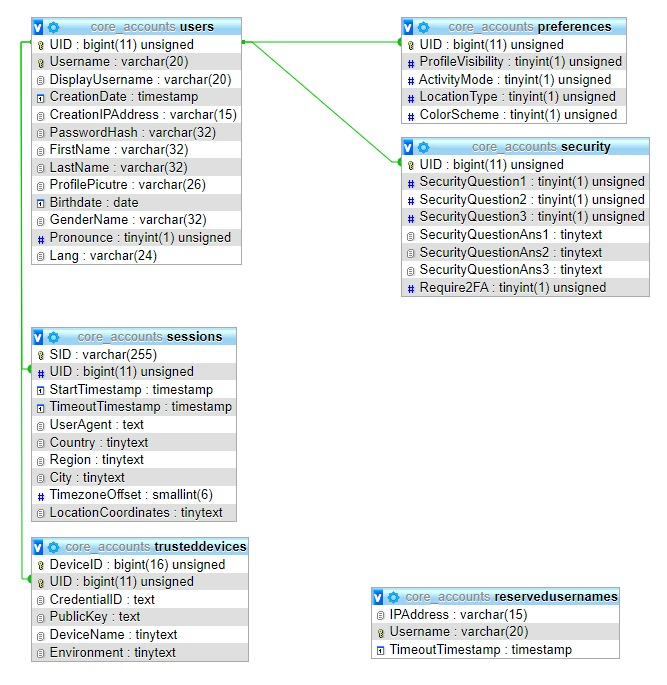 core_accounts users
UID : bigint(11) unsigned
Username : varchar(20)
DisplayUsername : varchar(20)
CreationDate : timestamp
CreationIPAddress : varchar(15)
PasswordHash : varchar(32)
FirstName : varchar(32)
LastName : varchar(32)
ProfilePicutre : varchar(26)
Birthdate : date
GenderName : varchar(32)
Pronounce : tinyint(1) unsigned
Lang : varchar(24)
core_accounts preferences
UID : bigint(11) unsigned
ProfileVisibility : tinyint(1) unsigned
ActivityMode : tinyint(1) unsigned
LocationType : tinyint(1) unsigned
ColorScheme : tinyint(1) unsigned
core_accounts security
UID : bigint(11) unsigned
SecurityQuestion1 : tinyint(1) unsigned
SecurityQuestion2 : tinyint(1) unsigned
SecurityQuestion3 : tinyint(1) unsigned
SecurityQuestionAns1 : tinytext
SecurityQuestionAns2 : tinytext
SecurityQuestionAns3 : tinytext
Require2FA : tinyint(1) unsigned
core_accounts sessions
SID : varchar(255)
UID : bigint(11) unsigned
StartTimestamp : timestamp
TimeoutTimestamp : timestamp
UserAgent : text
Country : tinytext
Region : tinytext
City : tinytext
TimezoneOffset : smallint(6)
LocationCoordinates : tinytext
core_accounts trusteddevices
DeviceID : bigint(16) unsigned
UID : bigint(11) unsigned
CredentialID : text
PublicKey : text
DeviceName : tinytext
Environment : tinytext
core_accounts reservedusernames
IPAddress : varchar(15)
Username : varchar(20)
TimeoutTimestamp : timestamp